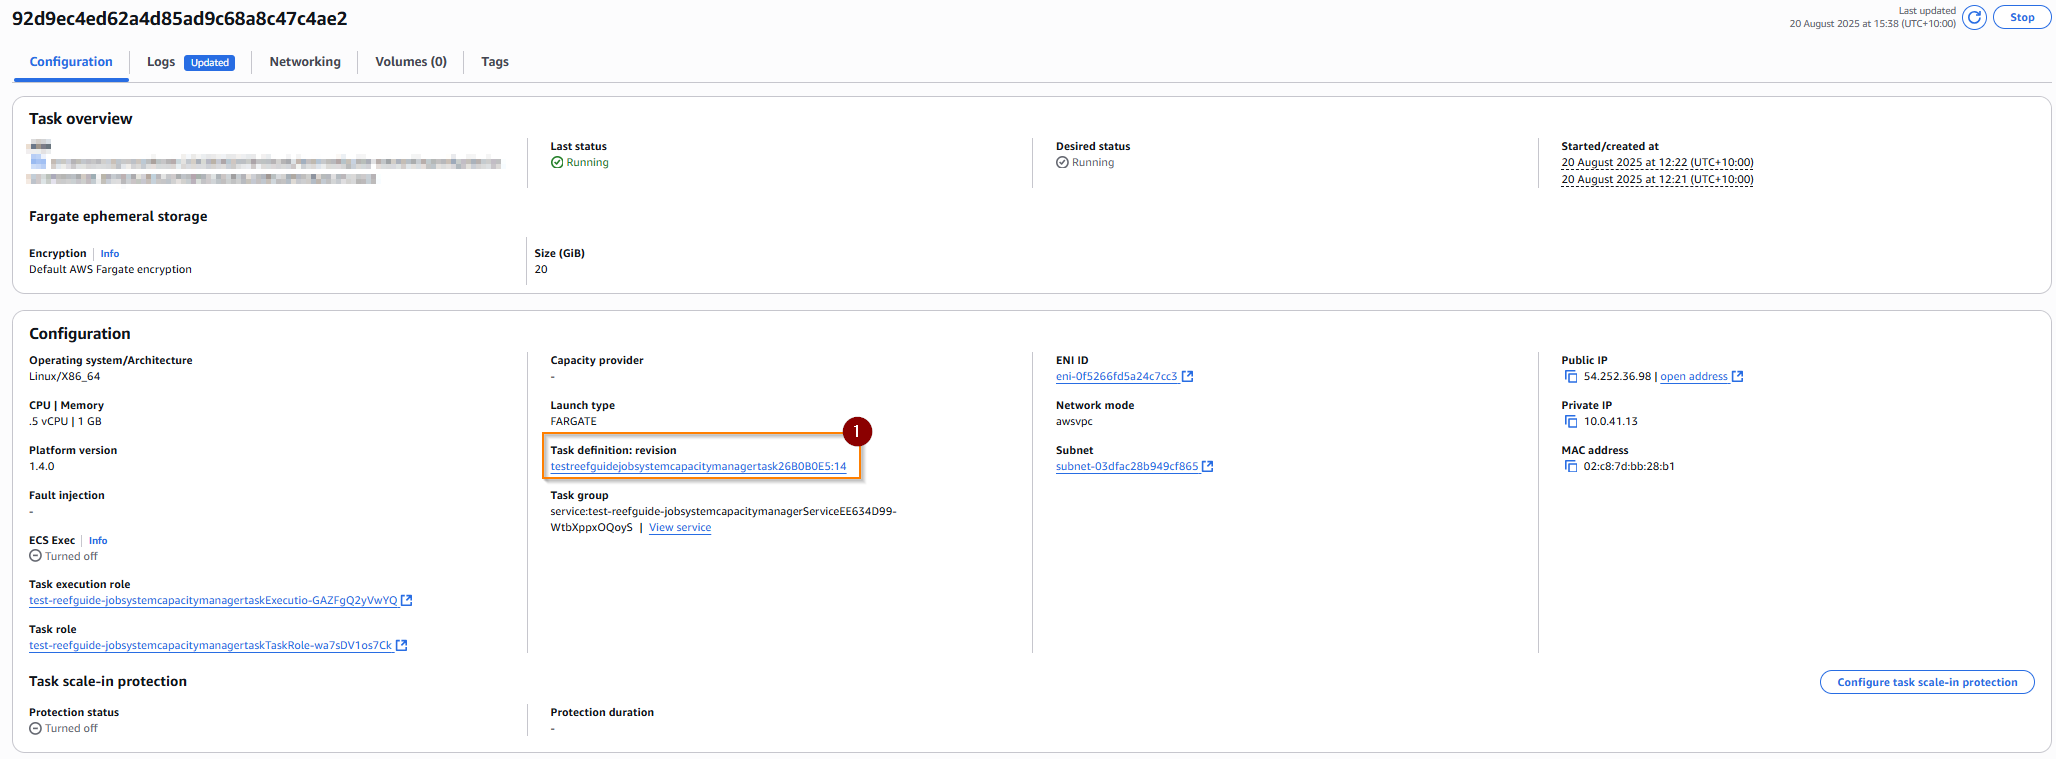 92d9ec4ed62a4d85ad9c68a8c47c4ae2
Last updated
20 August 2025 at 15:38 (UTC+10:00)
Stop
Configuration
Logs Updated
Networking
Volumes (0)
Tags
Task overview
Last status
Running
Desired status
Running
Started/created at
20 August 2025 at 12:22 (UTC+10:00)
20 August 2025 at 12:21 (UTC+10:00)
Fargate ephemeral storage
Encryption | Info
Default AWS Fargate encryption
Size (GiB)
20
Configuration
Operating system/Architecture
Linux/X86_64
CPU | Memory
.5 vCPU | 1 GB
Platform version
1.4.0
Fault injection
-
ECS Exec | Info
Turned off
Task execution role
test-reefguide-jobsystemcapacitymanagertaskExecutio-GAZFgQ2yVwYQ
Task role
test-reefguide-jobsystemcapacitymanagertaskTaskRole-wa7sDV1os7Ck
Capacity provider
-
Launch type
FARGATE
1
Task definition: revision
testreefguidejobsystemcapacitymanagertask26B0B0E5:14
Task group
service:test-reefguide-jobsystemcapacitymanagerServiceEE634D99-
WtbXppxOQoyS | View service
ENI ID
eni-0f5266fd5a24c7cc3
Network mode
awsvpc
Subnet
subnet-03dfac28b949cf865
Public IP
54.252.36.98 | open address
Private IP
10.0.41.13
MAC address
02:c8:7d:bb:28:b1
Task scale-in protection
Configure task scale-in protection
Protection status
Turned off
Protection duration
-